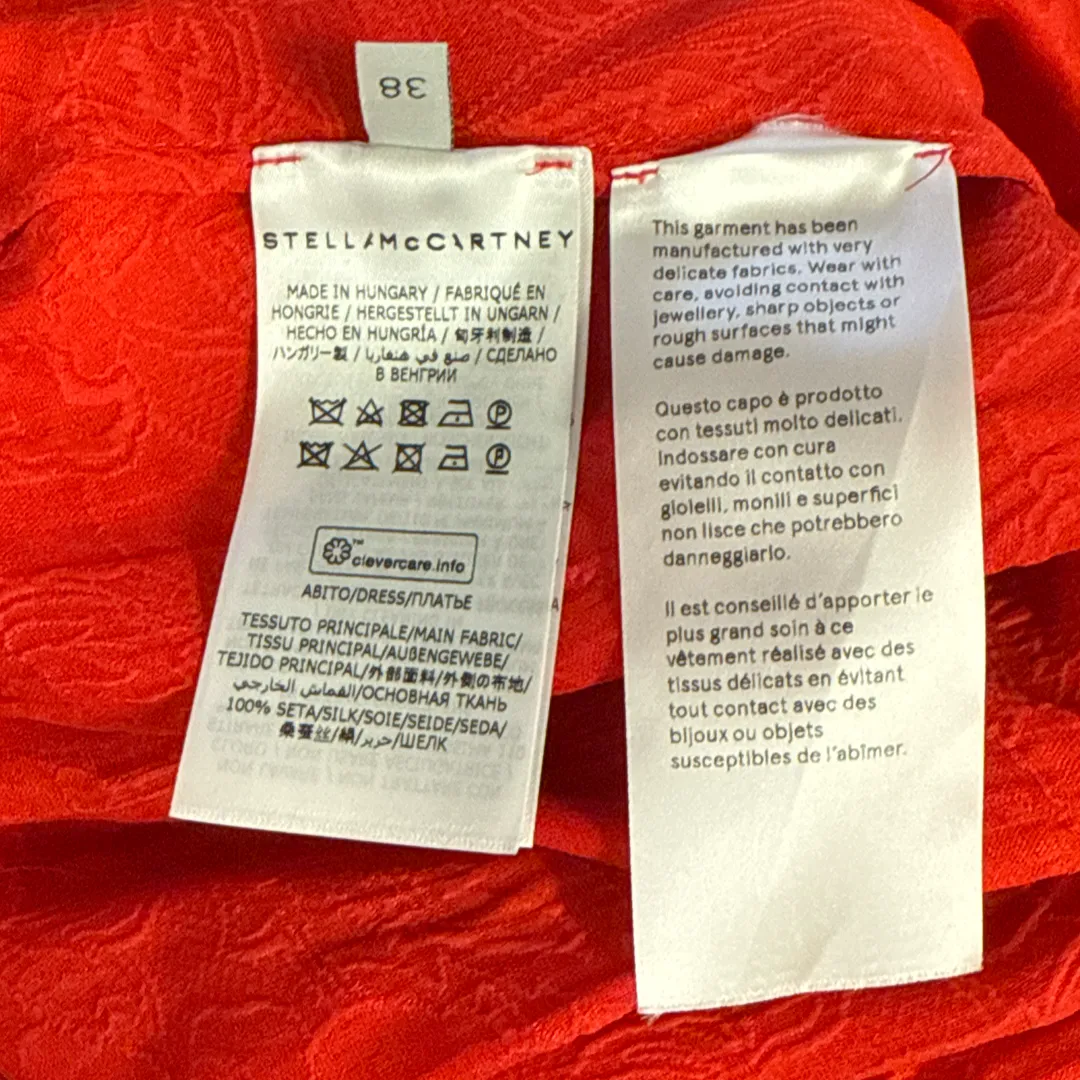 38
STELLA McCARTNEY
MADE IN HUNGARY / FABRIQUÉ EN
HONGRIE / HERGESTELLT IN UNGARN /
HECHO EN HUNGRÍA / 匈牙利制造 /
ハンガリー製 / صنع في هنغاريا / СДЕЛАНО
В ВЕНГРИИ
P
P
™
clevercare.info
ABITO/DRESS/ПЛАТЬЕ
TESSUTO PRINCIPALE/MAIN FABRIC/
TISSU PRINCIPAL/AUßENGEWEBE/
TEJIDO PRINCIPAL/外部面料/外側の布地/
القماش الخارجي/ОСНОВНАЯ ТКАНЬ
100% SETA/SILK/SOIE/SEIDE/SEDA/
桑蚕丝/絹/حرير/ШЕЛК
This garment has been
manufactured with very
delicate fabrics. Wear with
care, avoiding contact with
jewellery, sharp objects or
rough surfaces that might
cause damage.
Questo capo è prodotto
con tessuti molto delicati.
Indossare con cura
evitando il contatto con
gioielli, monili e superfici
non lisce che potrebbero
danneggiarlo.
Il est conseillé d'apporter le
plus grand soin à ce
vêtement réalisé avec des
tissus délicats en évitant
tout contact avec des
bijoux ou objets
susceptibles de l'abîmer.